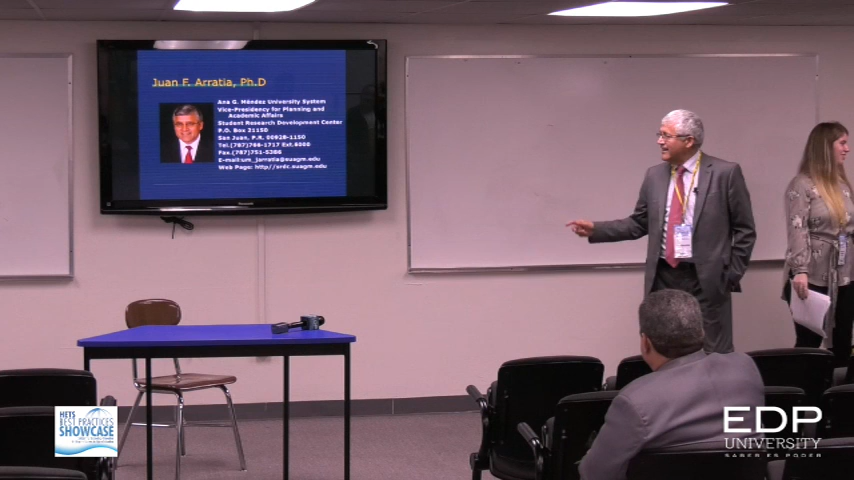 Juan F. Arratia, Ph.D
Ana G. Méndez University System
Vice-Presidency for Planning and
Academic Affairs
Student Research Development Center
P.O. Box 21150
San Juan, P.R. 00928-1150
Tel.(787)766-1717 Ext.6000
Fax.(787)751-5386
E-mail:um_jarratia@suagm.edu
Web Page: http//srdc.suagm.edu
HETS
BEST PRACTICES
SHOWCASE
EDP
UNIVERSITY
SABER ES PODER